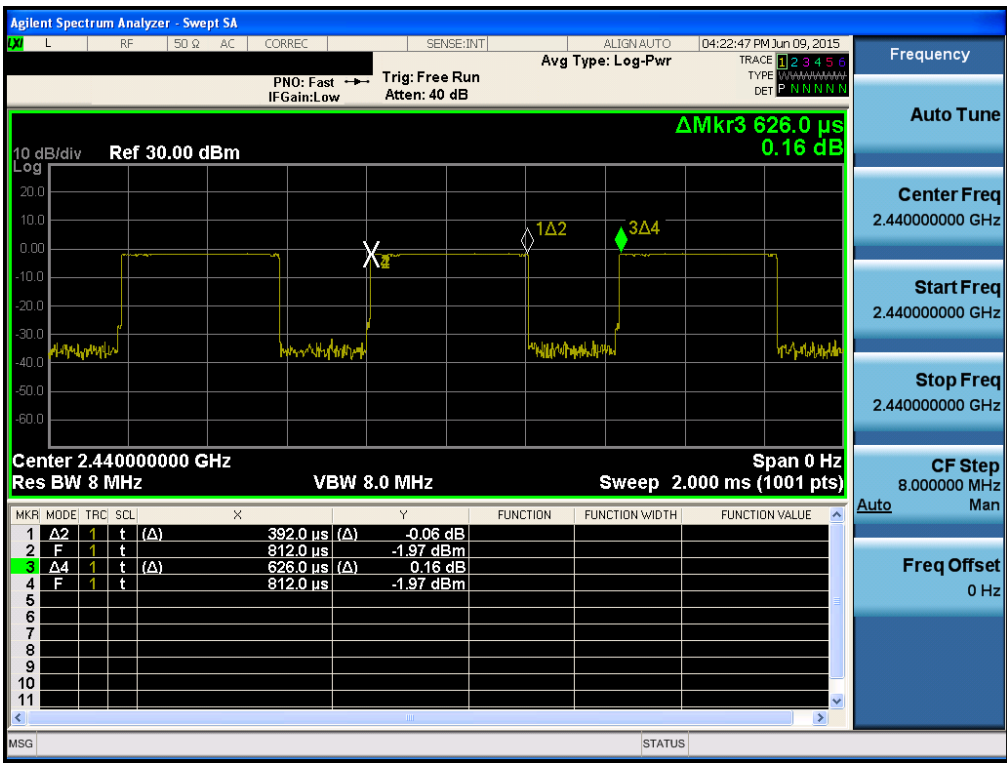 Agilent Spectrum Analyzer - Swept SA
LXI L RF 50 Ω AC CORREC SENSE:INT ALIGN AUTO 04:22:47 PM Jun 09, 2015
Frequency
PNO: Fast Trig: Free Run Avg Type: Log-Pwr TRACE 1 2 3 4 5 6
TYPE
IFGain:Low Atten: 40 dB DET P N N N N N
Auto Tune
ΔMkr3 626.0 µs
0.16 dB
10 dB/div Ref 30.00 dBm
Log
20.0
10.0
0.00
-10.0
-20.0
-30.0
-40.0
-50.0
-60.0
1Δ2
3Δ4
Center Freq
2.440000000 GHz
Start Freq
2.440000000 GHz
Stop Freq
2.440000000 GHz
CF Step
8.000000 MHz
Auto Man
Freq Offset
0 Hz
Center 2.440000000 GHz Span 0 Hz
Res BW 8 MHz VBW 8.0 MHz Sweep 2.000 ms (1001 pts)
MKR MODE TRC SCL X Y FUNCTION FUNCTION WIDTH FUNCTION VALUE
1 Δ2 1 t (Δ) 392.0 µs (Δ) -0.06 dB
2 F 1 t 812.0 µs -1.97 dBm
3 Δ4 1 t (Δ) 626.0 µs (Δ) 0.16 dB
4 F 1 t 812.0 µs -1.97 dBm
5
6
7
8
9
10
11
MSG STATUS